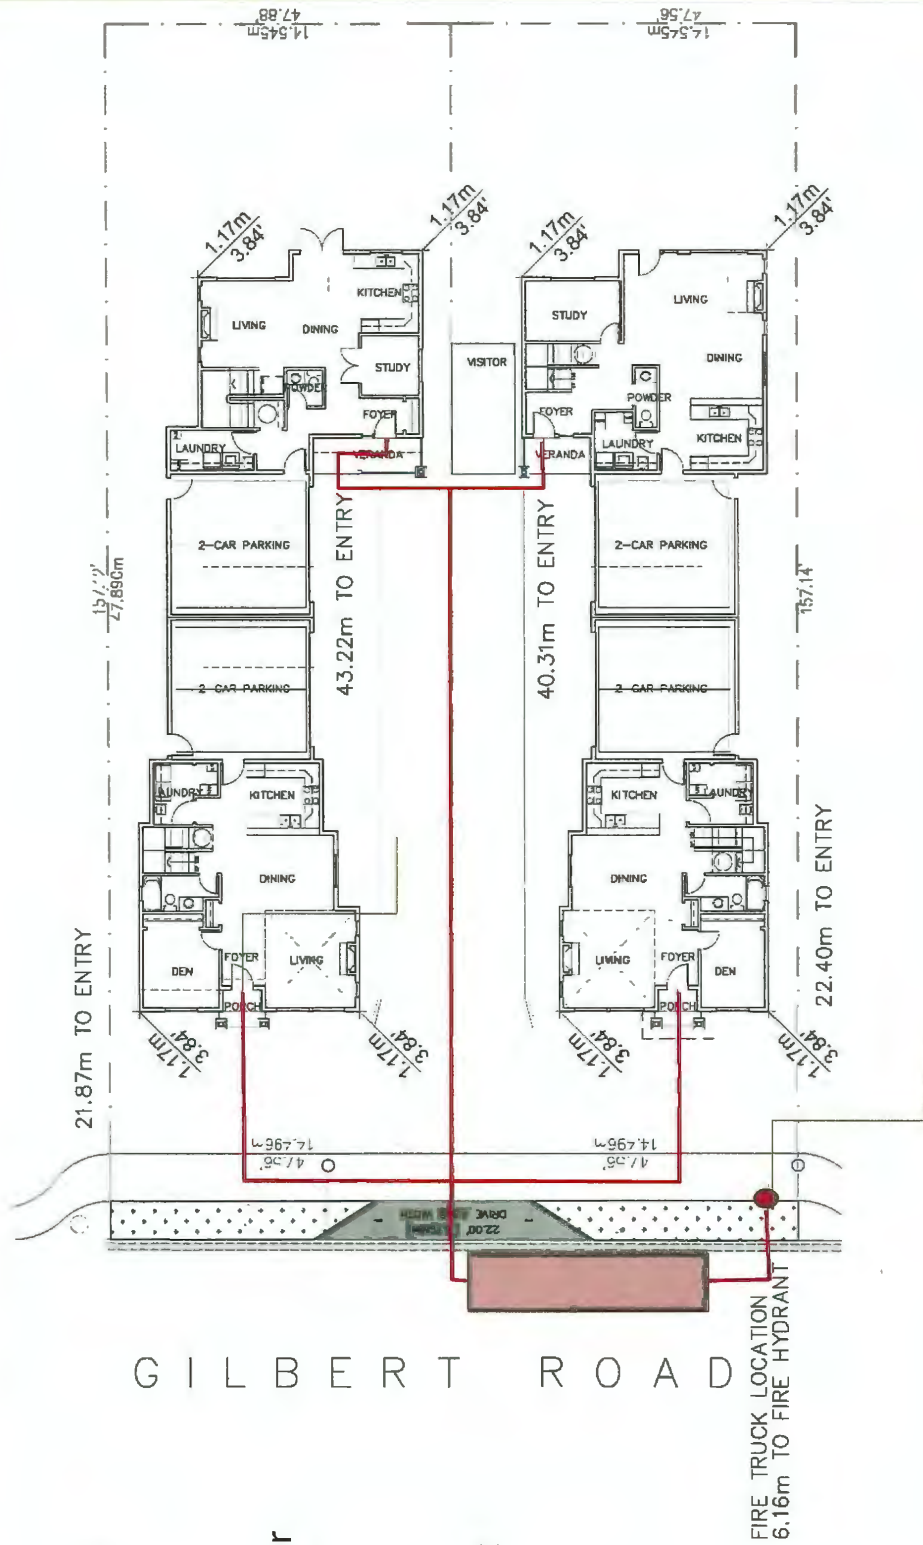 47.88'
14.545m
47.56'
14.545m
1.17m
3.84'
1.17m
3.84'
1.17m
3.84'
1.17m
3.84'
KITCHEN
LIVING
DINING
STUDY
POWDER
FOYER
LAUNDRY
VERANDA
VISITOR
STUDY
LIVING
DINING
POWDER
FOYER
LAUNDRY
KITCHEN
VERANDA
2-CAR PARKING
2-CAR PARKING
43.22m TO ENTRY
40.31m TO ENTRY
47.890m
157.14'
2-CAR PARKING
2-CAR PARKING
LAUNDRY
KITCHEN
DINING
FOYER
LIVING
DEN
PORCH
KITCHEN
LAUNDRY
DINING
LIVING
FOYER
DEN
PORCH
21.87m TO ENTRY
22.40m TO ENTRY
1.17m
3.84'
1.17m
3.84'
1.17m
3.84'
1.17m
3.84'
14.496m
47.56'
14.496m
22.00'
DRIVE WIDTH
GILBERT ROAD
FIRE TRUCK LOCATION
6.16m TO FIRE HYDRANT
r